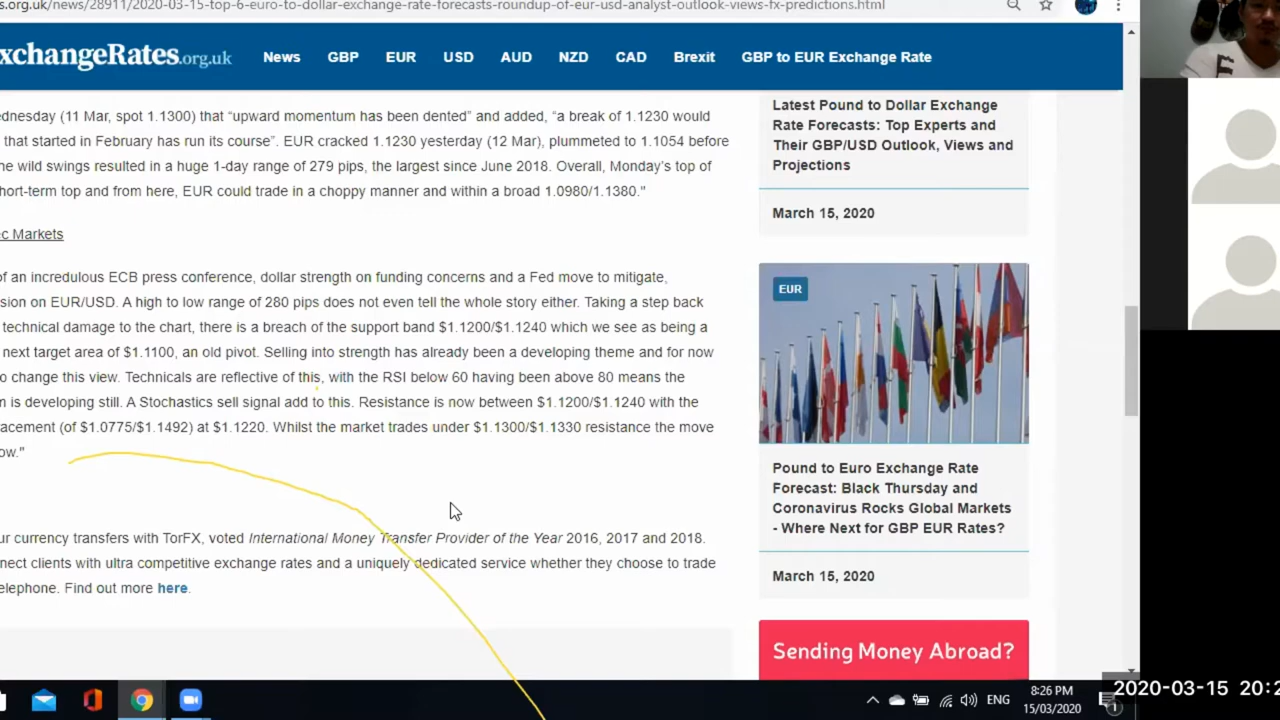 s.org.uk/news/28911/2020-03-15-top-6-euro-to-dollar-exchange-rate-forecasts-roundup-of-eur-usd-analyst-outlook-views-fx-predictions.html
xchangeRates.org.uk
News GBP EUR USD AUD NZD CAD Brexit GBP to EUR Exchange Rate
ednesday (11 Mar, spot 1.1300) that “upward momentum has been dented” and added, “a break of 1.1230 would
that started in February has run its course”. EUR cracked 1.1230 yesterday (12 Mar), plummeted to 1.1054 before
ne wild swings resulted in a huge 1-day range of 279 pips, the largest since June 2018. Overall, Monday’s top of
hort-term top and from here, EUR could trade in a choppy manner and within a broad 1.0980/1.1380."
ec Markets
of an incredulous ECB press conference, dollar strength on funding concerns and a Fed move to mitigate,
sion on EUR/USD. A high to low range of 280 pips does not even tell the whole story either. Taking a step back
technical damage to the chart, there is a breach of the support band $1.1200/$1.1240 which we see as being a
next target area of $1.1100, an old pivot. Selling into strength has already been a developing theme and for now
o change this view. Technicals are reflective of this, with the RSI below 60 having been above 80 means the
n is developing still. A Stochastics sell signal add to this. Resistance is now between $1.1200/$1.1240 with the
acement (of $1.0775/$1.1492) at $1.1220. Whilst the market trades under $1.1300/$1.1330 resistance the move
ow."
ur currency transfers with TorFX, voted International Money Transfer Provider of the Year 2016, 2017 and 2018.
nect clients with ultra competitive exchange rates and a uniquely dedicated service whether they choose to trade
elephone. Find out more here.
Latest Pound to Dollar Exchange
Rate Forecasts: Top Experts and
Their GBP/USD Outlook, Views and
Projections
March 15, 2020
EUR
Pound to Euro Exchange Rate
Forecast: Black Thursday and
Coronavirus Rocks Global Markets
- Where Next for GBP EUR Rates?
March 15, 2020
Sending Money Abroad?
ENG
8:26 PM
15/03/2020
1
2020-03-15 20:2